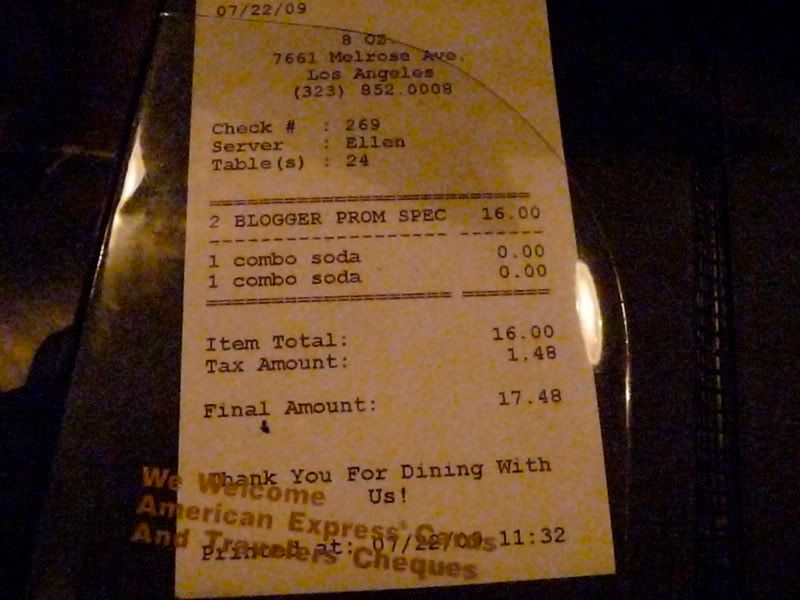 07/22/09
8 OZ.
7661 Melrose Ave.
Los Angeles
(323) 852.0008
Check # : 269
Server : Ellen
Table(s) : 24
2 BLOGGER PROM SPEC 16.00
1 combo soda 0.00
1 combo soda 0.00
Item Total: 16.00
Tax Amount: 1.48
Final Amount: 17.48
Thank You For Dining With
Us!
We Welcome
American Express® Cards
And Travelers Cheques
Printed at: 07/22/09 11:32